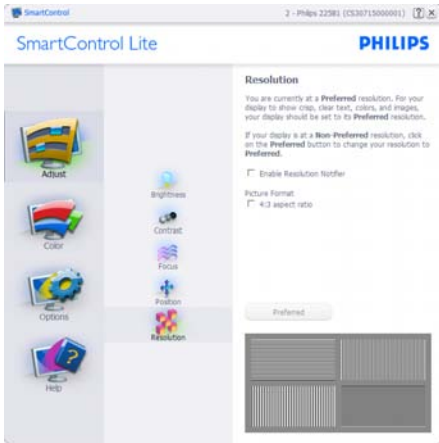 SmartControl
2 - Philips 225B1 (CS30715000001)
SmartControl Lite
PHILIPS
Adjust
Color
Options
Help
Brightness
Contrast
Focus
Position
Resolution
Resolution
You are currently at a Preferred resolution. For your
display to show crisp, clear text, colors, and images,
your display should be set to its Preferred resolution.
If your display is at a Non-Preferred resolution, click
on the Preferred button to change your resolution to
Preferred.
Enable Resolution Notifier
Picture Format
4:3 aspect ratio
Preferred